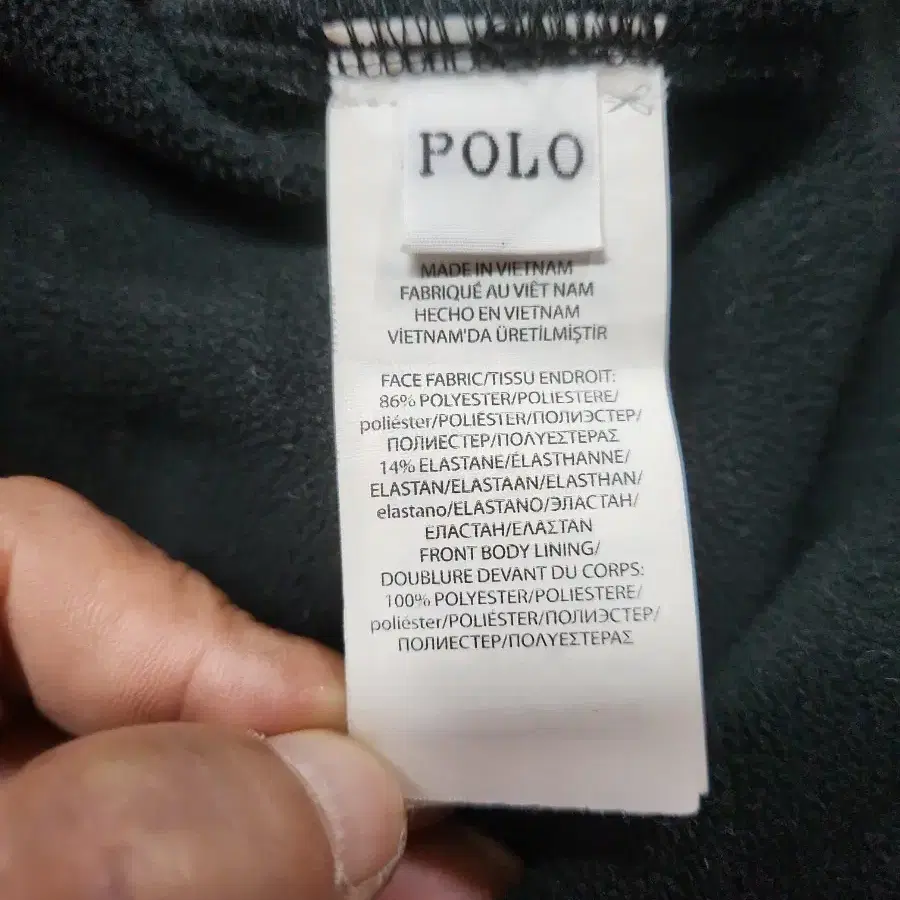 POLO
MADE IN VIETNAM
FABRIQUÉ AU VIÊT NAM
HECHO EN VIETNAM
VİETNAM'DA ÜRETİLMİŞTİR
FACE FABRIC/TISSU ENDROIT:
86% POLYESTER/POLIESTERE/
poliéster/POLIÉSTER/ПОЛИЭСТЕР/
ПОЛИЕСТЕР/ΠΟΛΥΕΣΤΕΡΑΣ
14% ELASTANE/ÉLASTHANNE/
ELASTAN/ELASTAAN/ELASTHAN/
elastano/ELASTANO/ЭЛАСТАН/
ЕЛАСТАН/ΕΛΑΣΤΑΝ
FRONT BODY LINING/
DOUBLURE DEVANT DU CORPS:
100% POLYESTER/POLIESTERE/
poliéster/POLIÉSTER/ПОЛИЭСТЕР/
ПОЛИЕСТЕР/ΠΟΛΥΕΣΤΕΡΑΣ